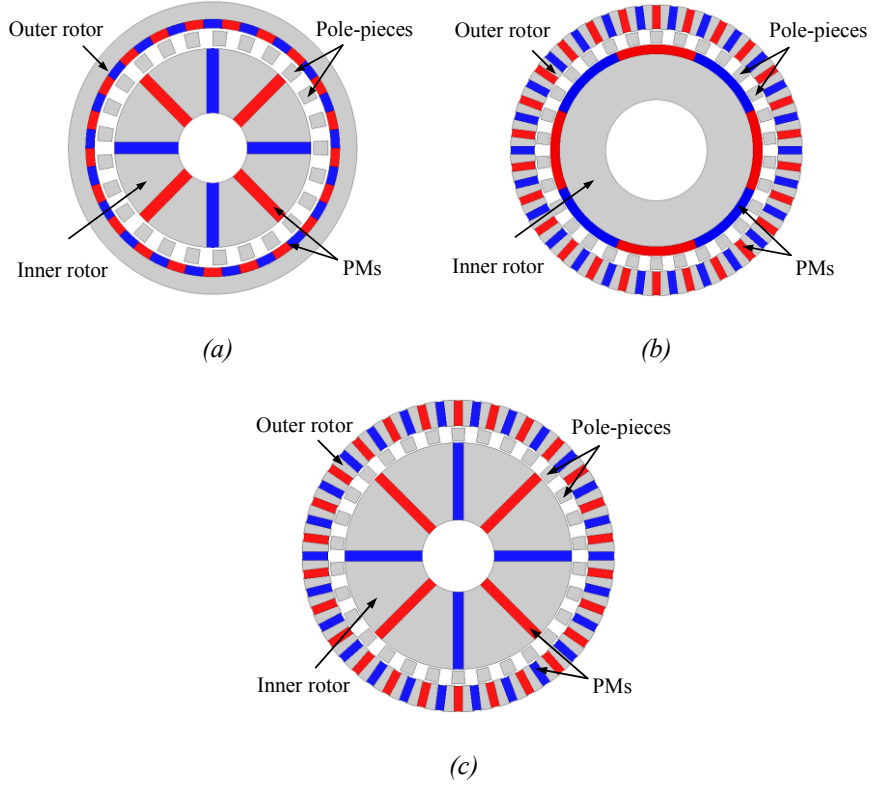 Outer rotor
Pole-pieces
Inner rotor
PMs
(a)
Outer rotor
Pole-pieces
Inner rotor
PMs
(b)
Outer rotor
Pole-pieces
Inner rotor
PMs
(c)